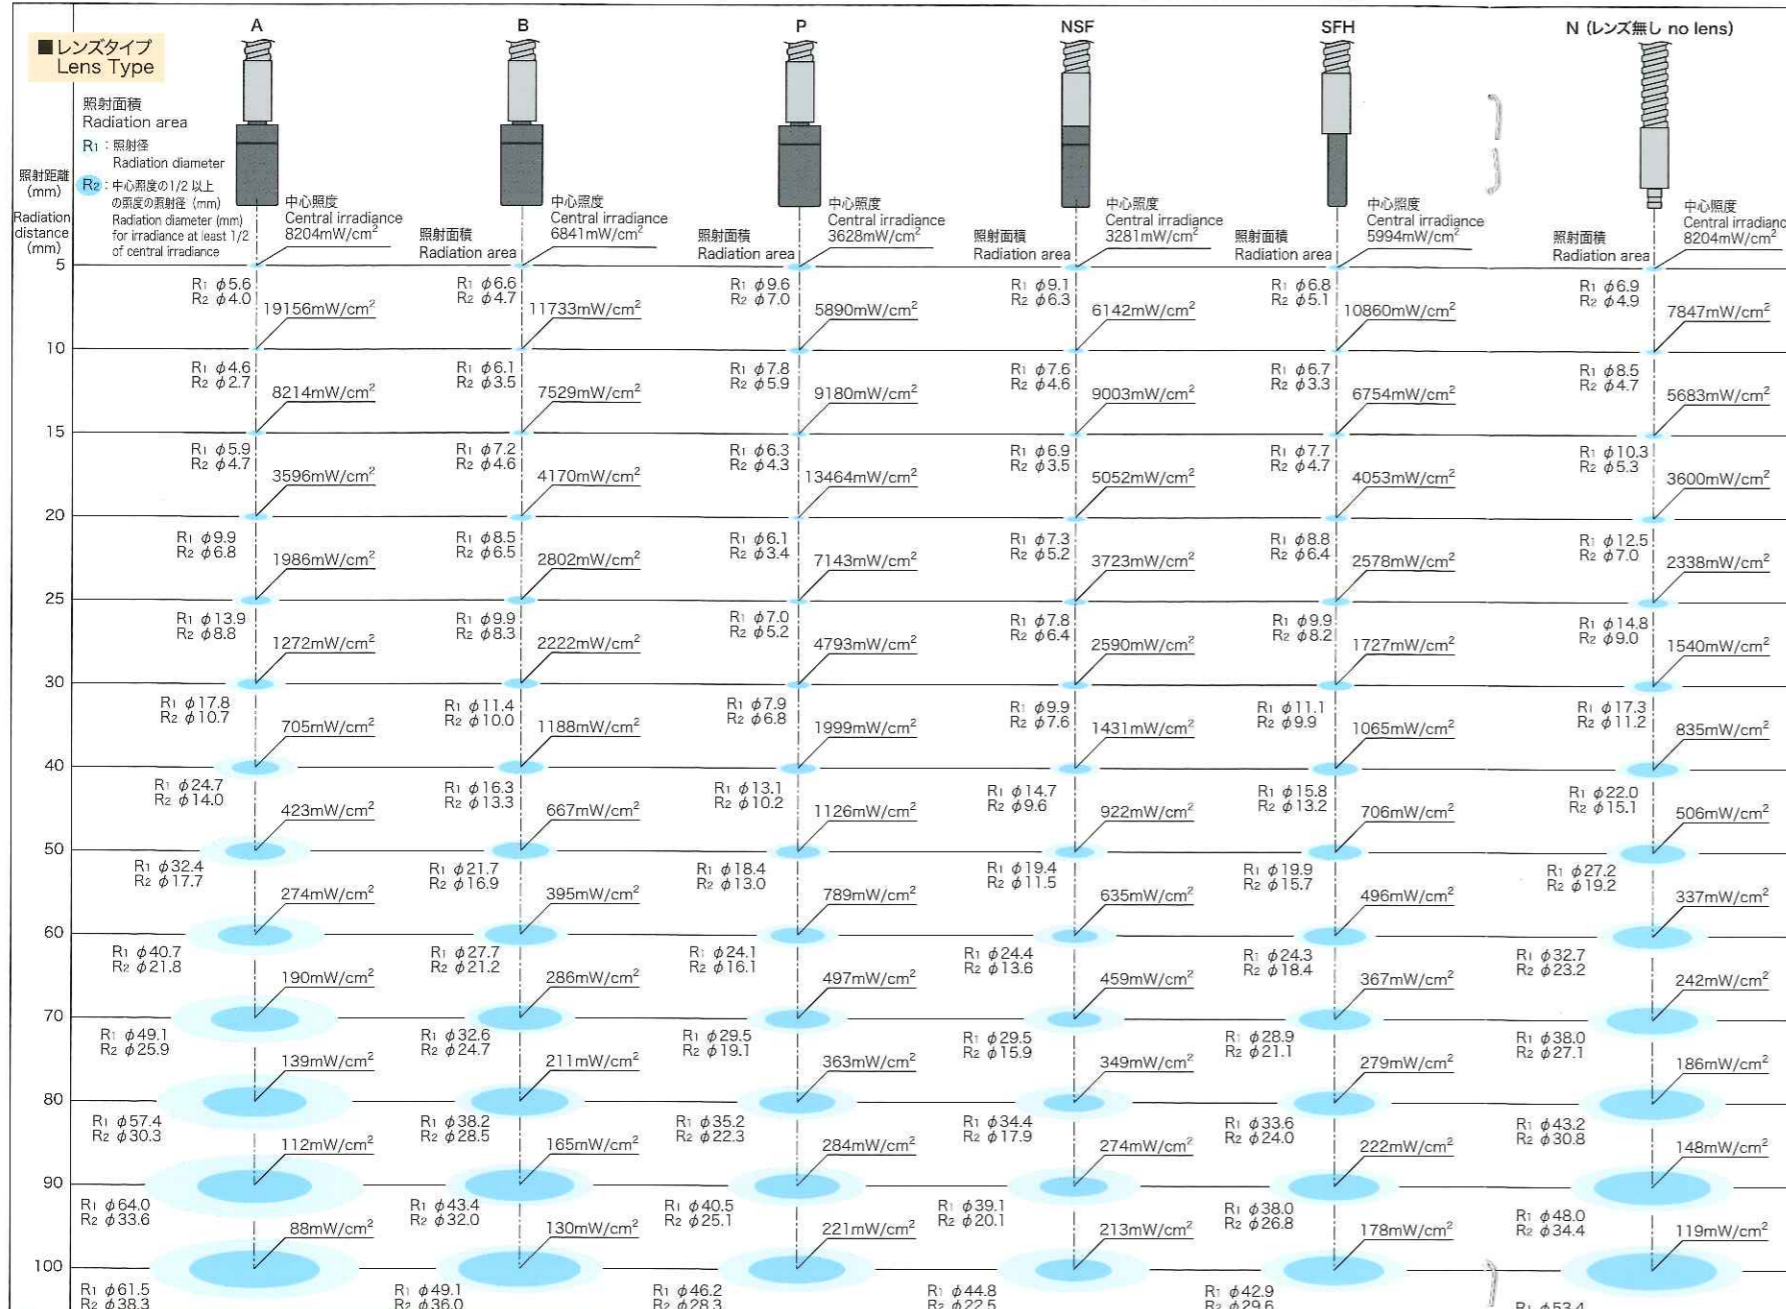 A B P NSF SFH N (レンズ無し no lens)
■レンズタイプ
Lens Type
照射面積
Radiation area
R1：照射径
Radiation diameter
R2：中心照度の1/2 以上
の照度の照射径 (mm)
Radiation diameter (mm)
for irradiance at least 1/2
of central irradiance
照射距離
(mm)
Radiation
distance
(mm)
中心照度 中心照度 中心照度 中心照度 中心照度 中心照度
Central irradiance Central irradiance Central irradiance Central irradiance Central irradiance Central irradiance
8204mW/cm² 6841mW/cm² 3628mW/cm² 3281mW/cm² 5994mW/cm² 8204mW/cm²
照射面積 照射面積 照射面積 照射面積 照射面積
Radiation area Radiation area Radiation area Radiation area Radiation area
5
R1 φ5.6 R1 φ6.6 R1 φ9.6 R1 φ9.1 R1 φ6.8 R1 φ6.9
R2 φ4.0 R2 φ4.7 R2 φ7.0 R2 φ6.3 R2 φ5.1 R2 φ4.9
19156mW/cm² 11733mW/cm² 5890mW/cm² 6142mW/cm² 10860mW/cm² 7847mW/cm²
10
R1 φ4.6 R1 φ6.1 R1 φ7.8 R1 φ7.6 R1 φ6.7 R1 φ8.5
R2 φ2.7 R2 φ3.5 R2 φ5.9 R2 φ4.6 R2 φ3.3 R2 φ4.7
8214mW/cm² 7529mW/cm² 9180mW/cm² 9003mW/cm² 6754mW/cm² 5683mW/cm²
15
R1 φ5.9 R1 φ7.2 R1 φ6.3 R1 φ6.9 R1 φ7.7 R1 φ10.3
R2 φ4.7 R2 φ4.6 R2 φ4.3 R2 φ3.5 R2 φ4.7 R2 φ5.3
3596mW/cm² 4170mW/cm² 13464mW/cm² 5052mW/cm² 4053mW/cm² 3600mW/cm²
20
R1 φ9.9 R1 φ8.5 R1 φ6.1 R1 φ7.3 R1 φ8.8 R1 φ12.5
R2 φ6.8 R2 φ6.5 R2 φ3.4 R2 φ5.2 R2 φ6.4 R2 φ7.0
1986mW/cm² 2802mW/cm² 7143mW/cm² 3723mW/cm² 2578mW/cm² 2338mW/cm²
25
R1 φ13.9 R1 φ9.9 R1 φ7.0 R1 φ7.8 R1 φ9.9 R1 φ14.8
R2 φ8.8 R2 φ8.3 R2 φ5.2 R2 φ6.4 R2 φ8.2 R2 φ9.0
1272mW/cm² 2222mW/cm² 4793mW/cm² 2590mW/cm² 1727mW/cm² 1540mW/cm²
30
R1 φ17.8 R1 φ11.4 R1 φ7.9 R1 φ9.9 R1 φ11.1 R1 φ17.3
R2 φ10.7 R2 φ10.0 R2 φ6.8 R2 φ7.6 R2 φ9.9 R2 φ11.2
705mW/cm² 1188mW/cm² 1999mW/cm² 1431mW/cm² 1065mW/cm² 835mW/cm²
40
R1 φ24.7 R1 φ16.3 R1 φ13.1 R1 φ14.7 R1 φ15.8 R1 φ22.0
R2 φ14.0 R2 φ13.3 R2 φ10.2 R2 φ9.6 R2 φ13.2 R2 φ15.1
423mW/cm² 667mW/cm² 1126mW/cm² 922mW/cm² 706mW/cm² 506mW/cm²
50
R1 φ32.4 R1 φ21.7 R1 φ18.4 R1 φ19.4 R1 φ19.9 R1 φ27.2
R2 φ17.7 R2 φ16.9 R2 φ13.0 R2 φ11.5 R2 φ15.7 R2 φ19.2
274mW/cm² 395mW/cm² 789mW/cm² 635mW/cm² 496mW/cm² 337mW/cm²
60
R1 φ40.7 R1 φ27.7 R1 φ24.1 R1 φ24.4 R1 φ24.3 R1 φ32.7
R2 φ21.8 R2 φ21.2 R2 φ16.1 R2 φ13.6 R2 φ18.4 R2 φ23.2
190mW/cm² 286mW/cm² 497mW/cm² 459mW/cm² 367mW/cm² 242mW/cm²
70
R1 φ49.1 R1 φ32.6 R1 φ29.5 R1 φ29.5 R1 φ28.9 R1 φ38.0
R2 φ25.9 R2 φ24.7 R2 φ19.1 R2 φ15.9 R2 φ21.1 R2 φ27.1
139mW/cm² 211mW/cm² 363mW/cm² 349mW/cm² 279mW/cm² 186mW/cm²
80
R1 φ57.4 R1 φ38.2 R1 φ35.2 R1 φ34.4 R1 φ33.6 R1 φ43.2
R2 φ30.3 R2 φ28.5 R2 φ22.3 R2 φ17.9 R2 φ24.0 R2 φ30.8
112mW/cm² 165mW/cm² 284mW/cm² 274mW/cm² 222mW/cm² 148mW/cm²
90
R1 φ64.0 R1 φ43.4 R1 φ40.5 R1 φ39.1 R1 φ38.0 R1 φ48.0
R2 φ33.6 R2 φ32.0 R2 φ25.1 R2 φ20.1 R2 φ26.8 R2 φ34.4
88mW/cm² 130mW/cm² 221mW/cm² 213mW/cm² 178mW/cm² 119mW/cm²
100
R1 φ61.5 R1 φ49.1 R1 φ46.2 R1 φ44.8 R1 φ42.9 R1 φ53.4
R2 φ38.3 R2 φ36.0 R2 φ28.3 R2 φ22.5 R2 φ29.6